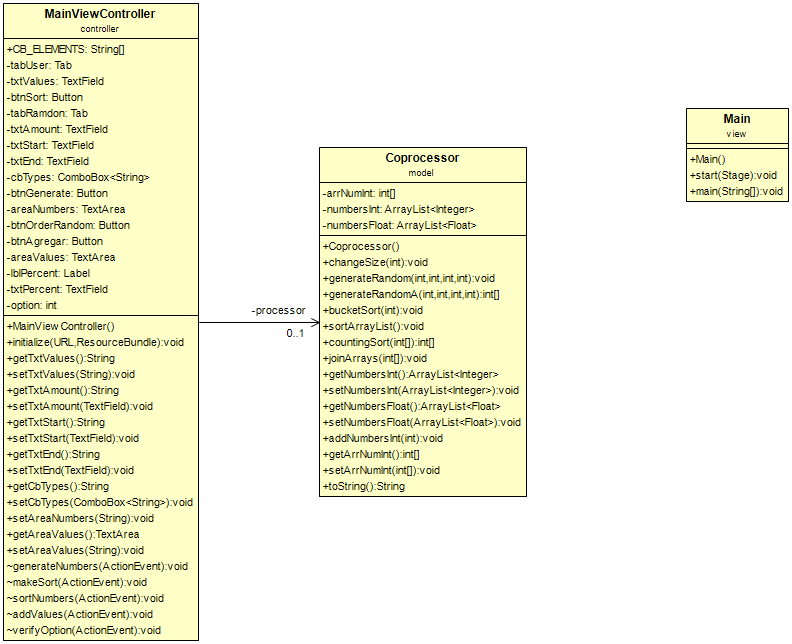 MainViewController
controller
+CB_ELEMENTS: String[]
-tabUser: Tab
-txtValues: TextField
-btnSort: Button
-tabRamdon: Tab
-txtAmount: TextField
-txtStart: TextField
-txtEnd: TextField
-cbTypes: ComboBox<String>
-btnGenerate: Button
-areaNumbers: TextArea
-btnOrderRandom: Button
-btnAgregar: Button
-areaValues: TextArea
-lblPercent: Label
-txtPercent: TextField
-option: int
+MainViewController()
+initialize(URL,ResourceBundle):void
+getTxtValues():String
+setTxtValues(String):void
+getTxtAmount():String
+setTxtAmount(TextField):void
+getTxtStart():String
+setTxtStart(TextField):void
+getTxtEnd():String
+setTxtEnd(TextField):void
+getCbTypes():String
+setCbTypes(ComboBox<String>):void
+setAreaNumbers(String):void
+getAreaValues():TextArea
+setAreaValues(String):void
~generateNumbers(ActionEvent):void
~makeSort(ActionEvent):void
~sortNumbers(ActionEvent):void
~addValues(ActionEvent):void
~verifyOption(ActionEvent):void
-processor
0..1
Coprocessor
model
-arrNumInt: int[]
-numbersInt: ArrayList<Integer>
-numbersFloat: ArrayList<Float>
+Coprocessor()
+changeSize(int):void
+generateRandom(int,int,int,int):void
+generateRandomA(int,int,int,int):int[]
+bucketSort(int):void
+sortArrayList():void
+countingSort(int[]):int[]
+joinArrays(int[]):void
+getNumbersInt():ArrayList<Integer>
+setNumbersInt(ArrayList<Integer>):void
+getNumbersFloat():ArrayList<Float>
+setNumbersFloat(ArrayList<Float>):void
+addNumbersInt(int):void
+getArrNumInt():int[]
+setArrNumInt(int[]):void
+toString():String
Main
view
+Main()
+start(Stage):void
+main(String[]):void